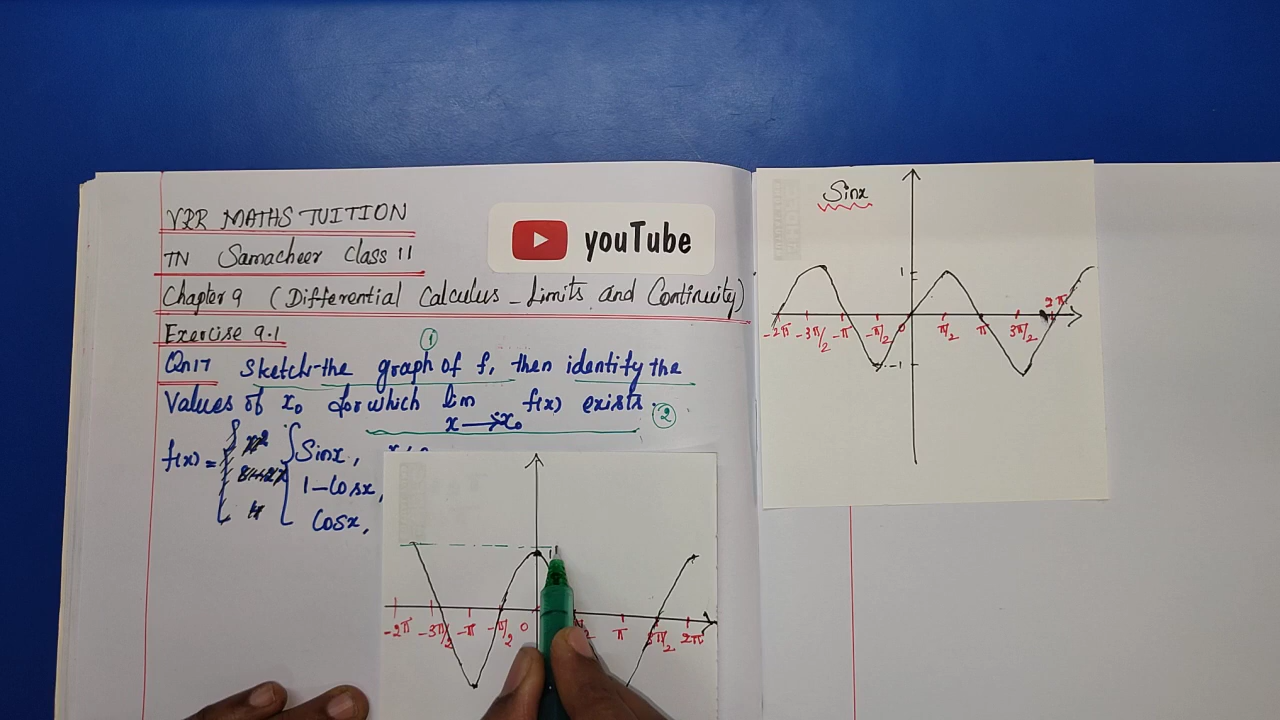 VRR MATHS TUITION
TN Samacheer Class 11
Chapter 9 (Differential Calculus - Limits and Continuity)
Exercise 9.1
Qn17 Sketch the graph of f, then identify the
values of x₀ for which lim f(x) exists.
x→x₀
①
②
f(x) =
Sinx,
1-Cosx,
Cosx,
YouTube
Sinx
1
-2π -3π/2 -π -π/2 0 π/2 π 3π/2 2π
-1
-2π -3π/2 -π -π/2 0 π 3π/2 2π